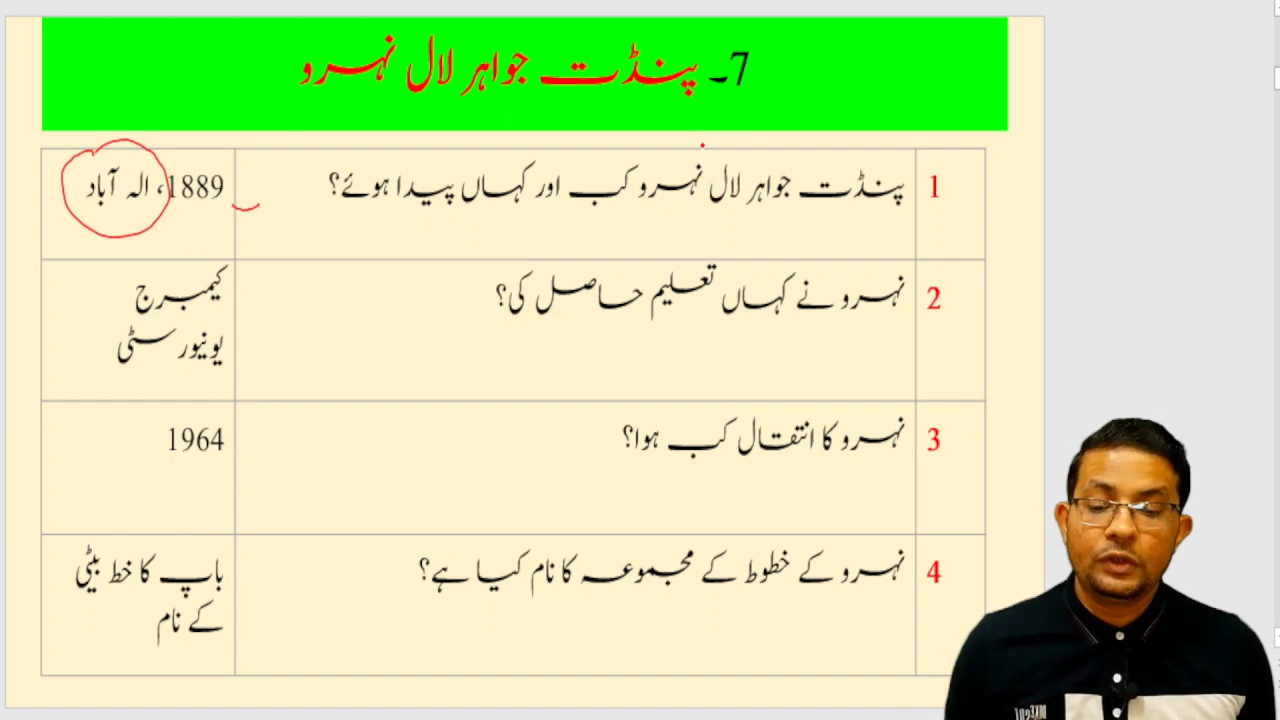 7۔ پنڈت جواہر لال نہرو
1 پنڈت جواہر لال نہرو کب اور کہاں پیدا ہوئے؟ 1889، الہ آباد
2 نہرو نے کہاں تعلیم حاصل کی؟ کیمبرج
یونیورسٹی
3 نہرو کا انتقال کب ہوا؟ 1964
4 نہرو کے خطوط کے مجموعہ کا نام کیا ہے؟ باپ کا خط بیٹی
کے نام